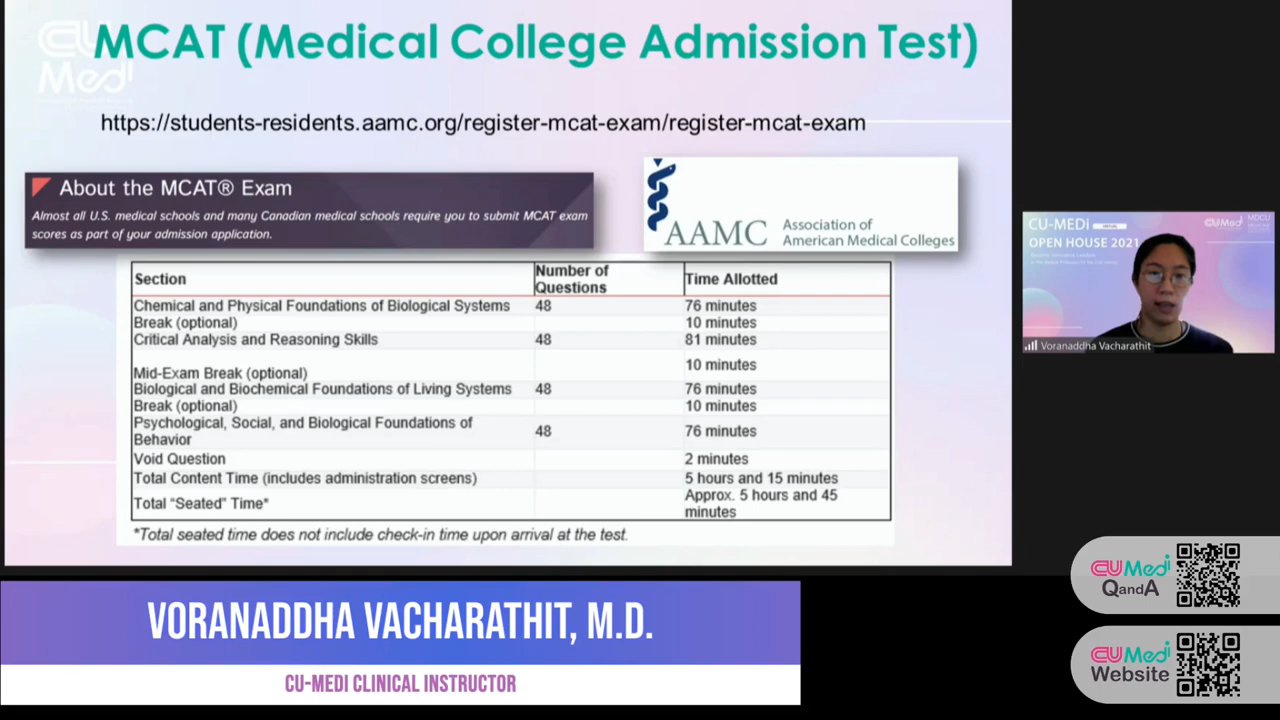 CU
Medi
MCAT (Medical College Admission Test)
https://students-residents.aamc.org/register-mcat-exam/register-mcat-exam
About the MCAT® Exam
Almost all U.S. medical schools and many Canadian medical schools require you to submit MCAT exam
scores as part of your admission application.
AAMC
Association of
American Medical Colleges
Section Number of Questions Time Allotted
Chemical and Physical Foundations of Biological Systems 48 76 minutes
Break (optional) 10 minutes
Critical Analysis and Reasoning Skills 48 81 minutes
Mid-Exam Break (optional) 10 minutes
Biological and Biochemical Foundations of Living Systems 48 76 minutes
Break (optional) 10 minutes
Psychological, Social, and Biological Foundations of
Behavior 48 76 minutes
Void Question 2 minutes
Total Content Time (includes administration screens) 5 hours and 15 minutes
Total “Seated” Time* Approx. 5 hours and 45
minutes
*Total seated time does not include check-in time upon arrival at the test.
CU-MEDi
OPEN HOUSE 2021
CUMedi
Voranaddha Vacharathit
VORANADDHA VACHARATHIT, M.D.
CU-MEDI CLINICAL INSTRUCTOR
CUMedi
QandA
CUMedi
Website